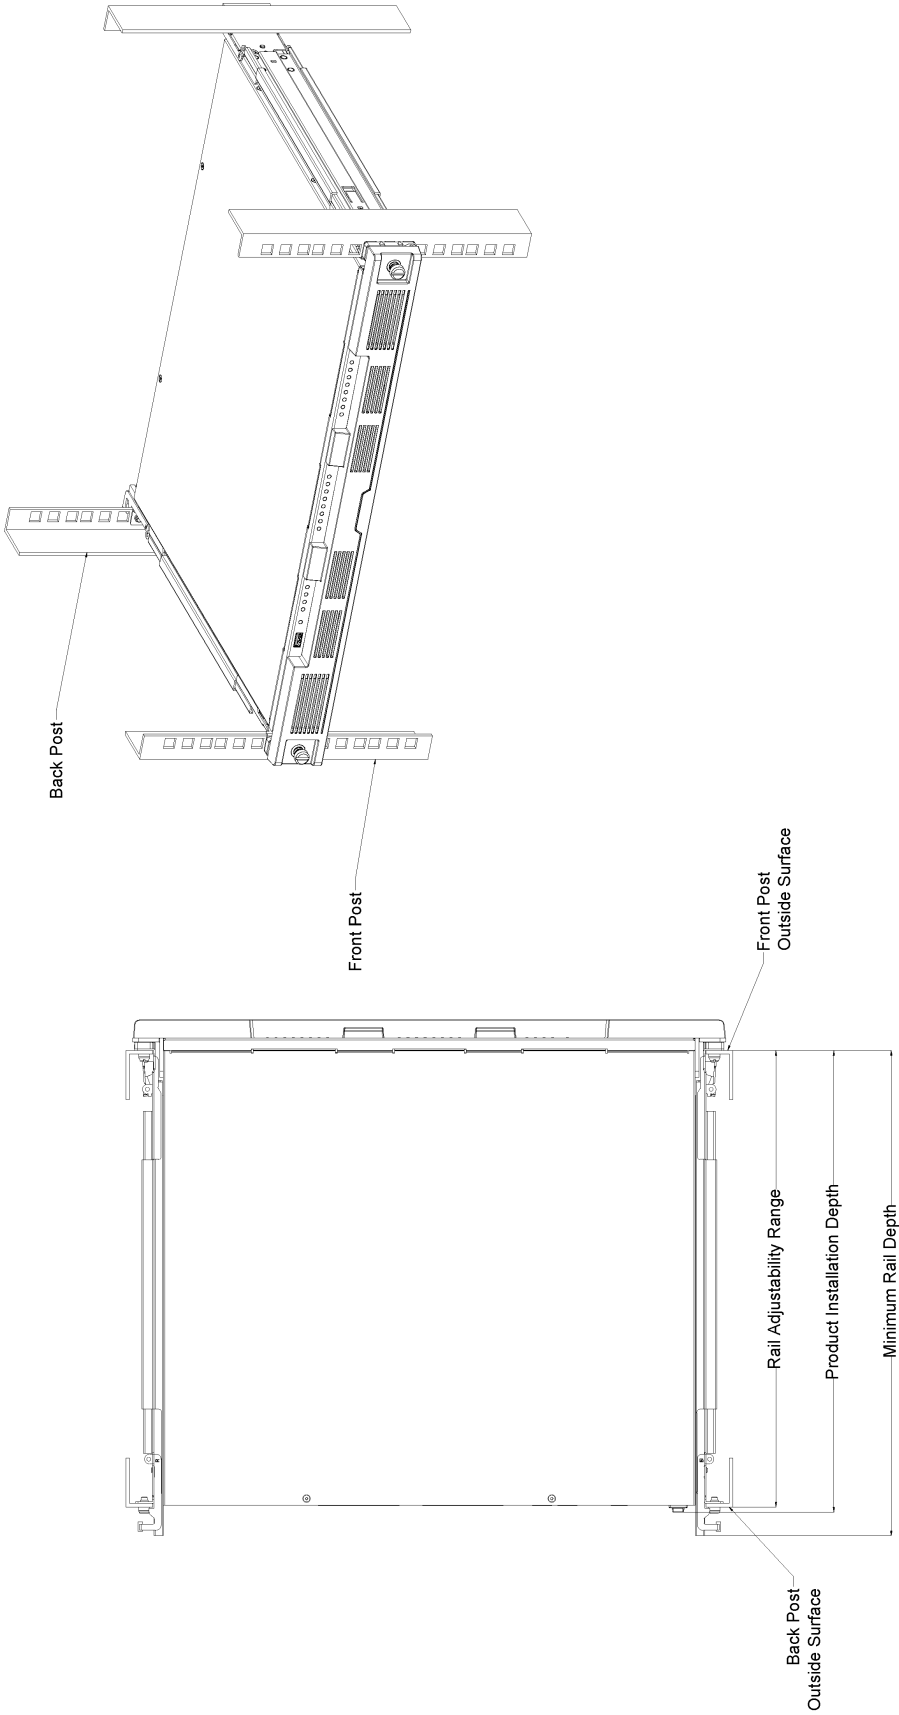 Back Post
Front Post
Front Post
Outside Surface
Rail Adjustability Range
Product Installation Depth
Minimum Rail Depth
Back Post
Outside Surface